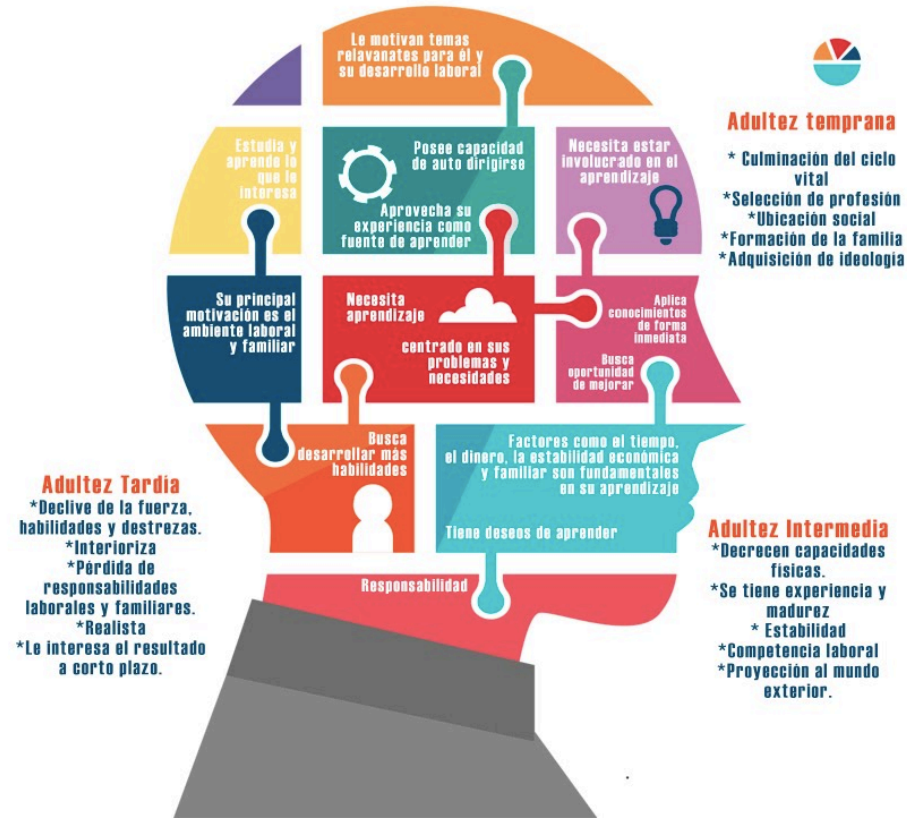 Le motivan temas
relavanates para él y
su desarrollo laboral
Estudia y
aprende lo
que le
interesa
Posee capacidad
de auto dirigirse
Aprovecha su
experiencia como
fuente de aprender
Necesita estar
involucrado en el
aprendizaje
Adultez temprana
* Culminación del ciclo
vital
*Selección de profesión
*Ubicación social
*Formación de la familia
*Adquisición de ideología
Su principal
motivación es el
ambiente laboral
y familiar
Necesita
aprendizaje
centrado en sus
problemas y
necesidades
Aplica
conocimientos
de forma
inmediata
Busca
oportunidad
de mejorar
Busca
desarrollar más
habilidades
Factores como el tiempo,
el dinero, la estabilidad económica
y familiar son fundamentales
en su aprendizaje
Tiene deseos de aprender
Responsabilidad
Adultez Tardía
*Declive de la fuerza,
habilidades y destrezas.
*Interioriza
*Pérdida de
responsabilidades
laborales y familiares.
*Realista
*Le interesa el resultado
a corto plazo.
Adultez Intermedia
*Decrecen capacidades
físicas.
*Se tiene experiencia y
madurez
* Estabilidad
*Competencia laboral
*Proyección al mundo
exterior.